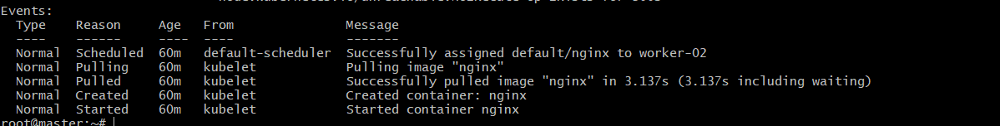 Events:
  Type    Reason     Age   From               Message
  ----    ------     ----  ----               -------
  Normal  Scheduled  60m   default-scheduler  Successfully assigned default/nginx to worker-02
  Normal  Pulling    60m   kubelet            Pulling image "nginx"
  Normal  Pulled     60m   kubelet            Successfully pulled image "nginx" in 3.137s (3.137s including waiting)
  Normal  Created    60m   kubelet            Created container: nginx
  Normal  Started    60m   kubelet            Started container nginx
root@master:~#